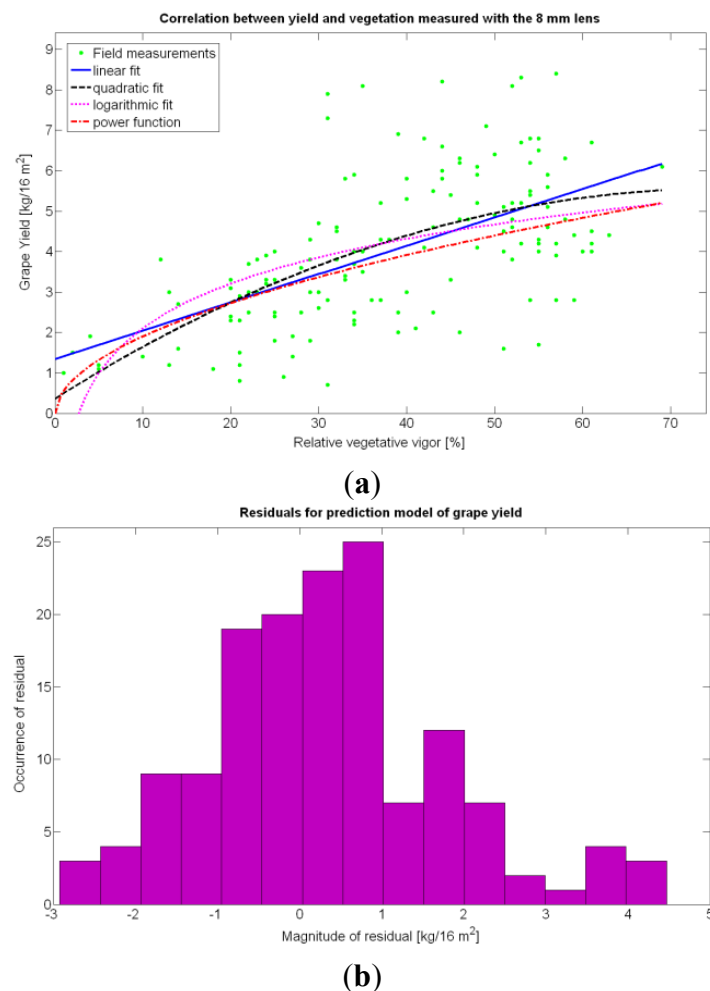 Correlation between yield and vegetation measured with the 8 mm lens
Grape Yield [kg/16 m²]
9
8
7
6
5
4
3
2
1
0
Field measurements
linear fit
quadratic fit
logarithmic fit
power function
0 10 20 30 40 50 60 70
Relative vegetative vigor [%]
(a)
Residuals for prediction model of grape yield
Occurrence of residual
25
20
15
10
5
0
-3 -2 -1 0 1 2 3 4 5
Magnitude of residual [kg/16 m²]
(b)